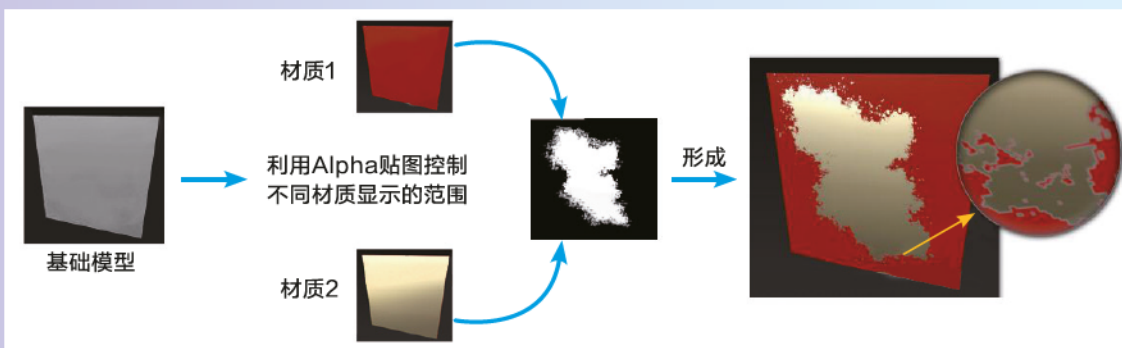 材质1
利用Alpha贴图控制
不同材质显示的范围
形成
基础模型
材质2